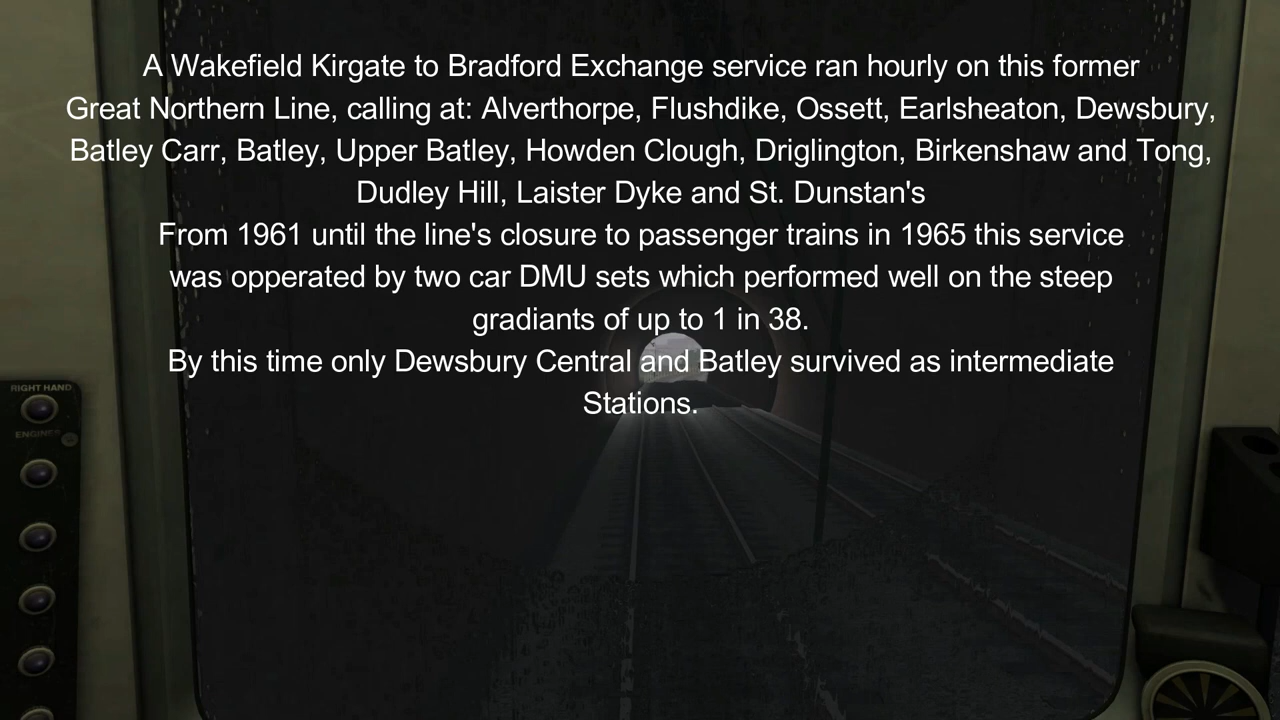 A Wakefield Kirgate to Bradford Exchange service ran hourly on this former
Great Northern Line, calling at: Alverthorpe, Flushdike, Ossett, Earlsheaton, Dewsbury,
Batley Carr, Batley, Upper Batley, Howden Clough, Driglington, Birkenshaw and Tong,
Dudley Hill, Laister Dyke and St. Dunstan's
From 1961 until the line's closure to passenger trains in 1965 this service
was opperated by two car DMU sets which performed well on the steep
gradiants of up to 1 in 38.
By this time only Dewsbury Central and Batley survived as intermediate
Stations.
RIGHT HAND
ENGINES